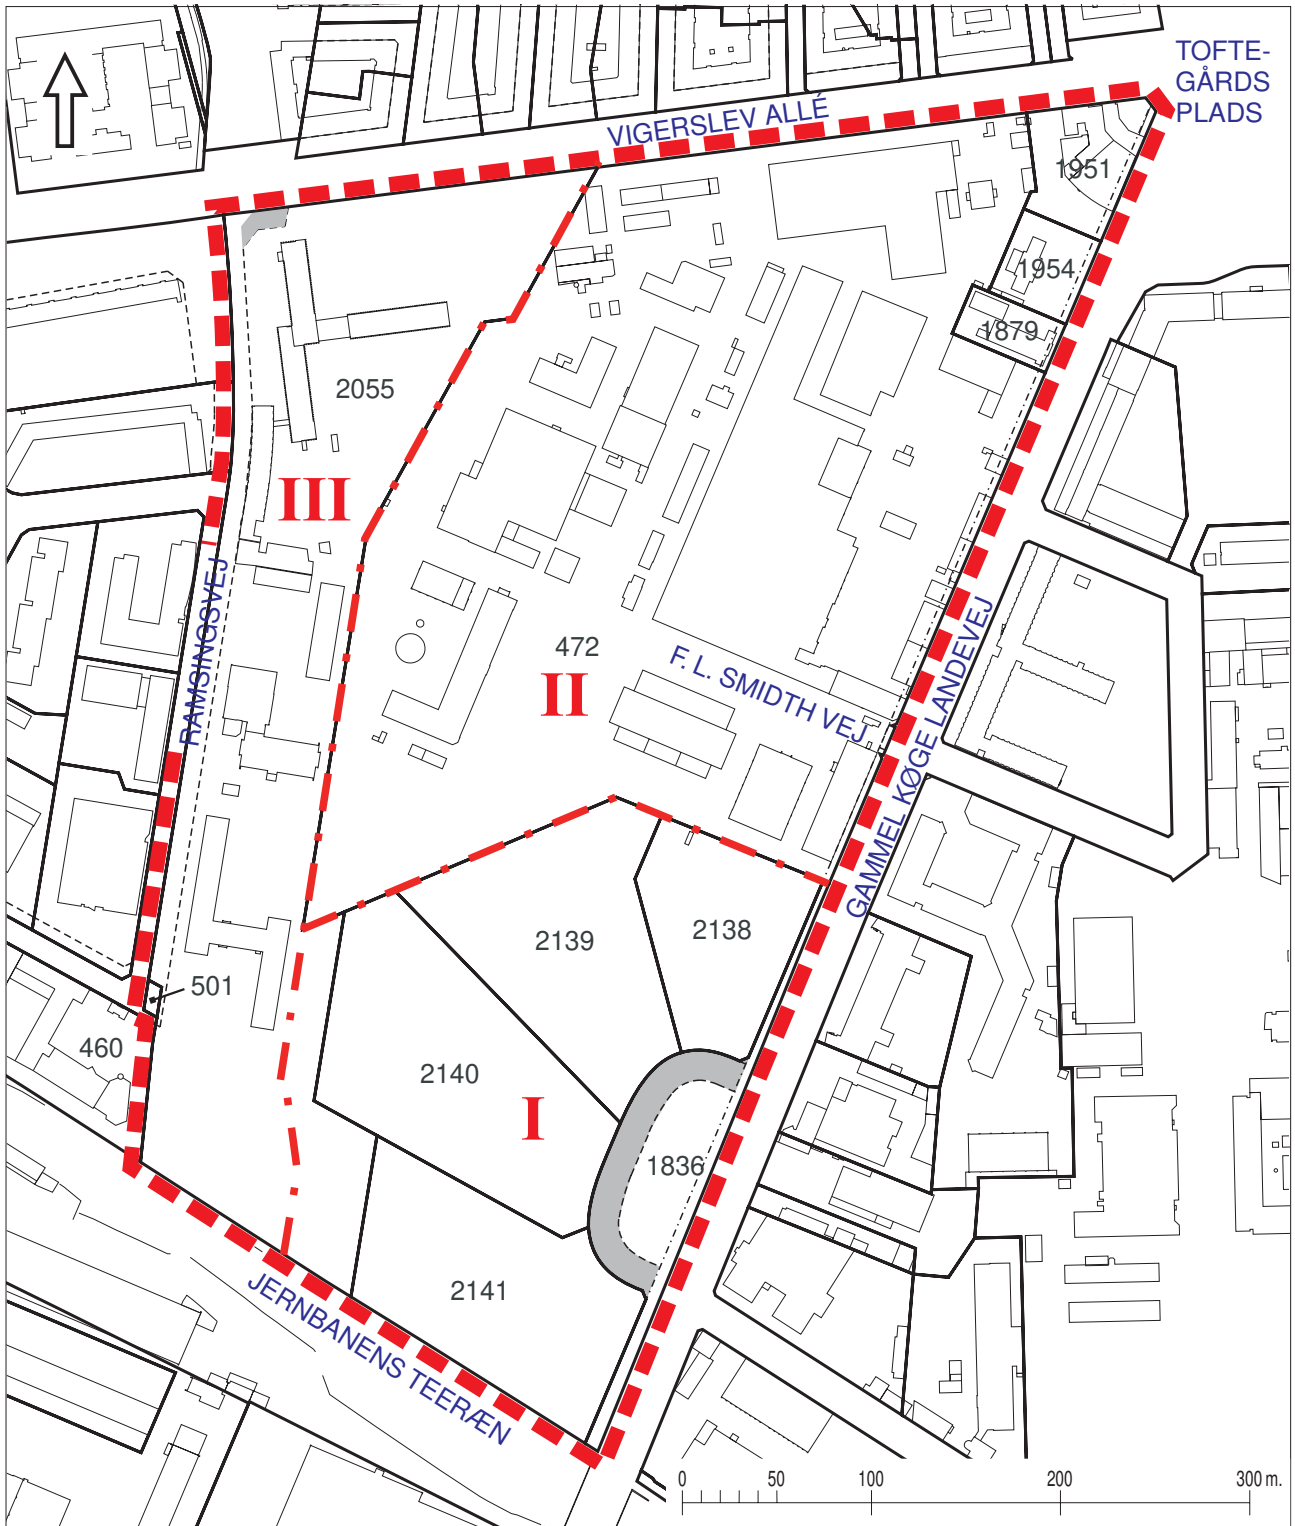 TOFTE-
GÅRDS
PLADS
VIGERSLEV ALLÉ
1951
1954
1879
2055
III
RAMSINGSVEJ
472
II
F. L. SMIDTH VEJ
GAMMEL KØGE LANDEVEJ
2139
2138
501
460
2140
I
1836
2141
JERNBANENS TEERÆN
0 50 100 200 300 m.